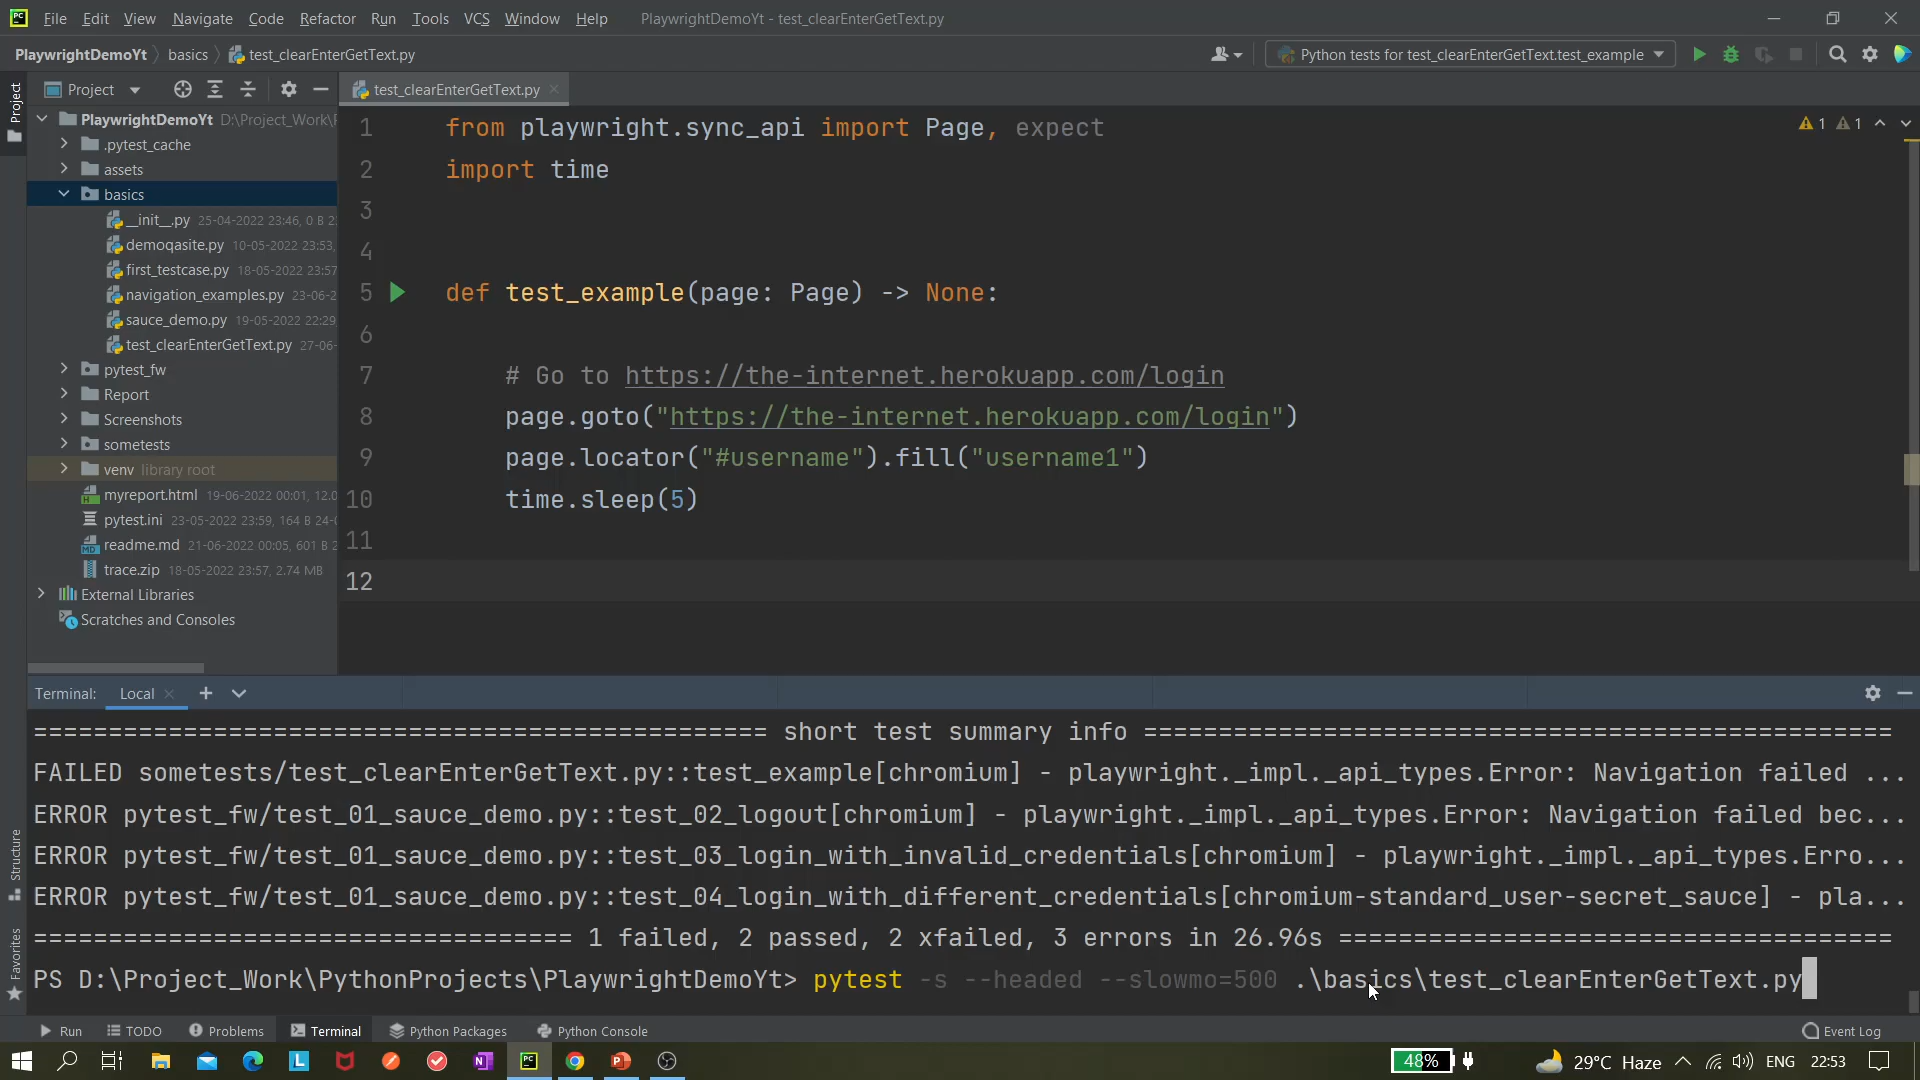 File Edit View Navigate Code Refactor Run Tools VCS Window Help PlaywrightDemoYt - test_clearEnterGetText.py
PlaywrightDemoYt basics test_clearEnterGetText.py Python tests for test_clearEnterGetText.test_example
Project
Project
test_clearEnterGetText.py
PlaywrightDemoYt D:\Project_Work\
.pytest_cache
assets
basics
__init__.py 25-04-2022 23:46, 0 B
demoqasite.py 10-05-2022 23:53,
first_testcase.py 18-05-2022 23:57
navigation_examples.py 23-06-2
sauce_demo.py 19-05-2022 22:29,
test_clearEnterGetText.py 27-06-
pytest_fw
Report
Screenshots
sometests
venv library root
myreport.html 19-06-2022 00:01, 12.0
pytest.ini 23-05-2022 23:59, 164 B 24-
readme.md 21-06-2022 00:05, 601 B 2
trace.zip 18-05-2022 23:57, 2.74 MB
External Libraries
Scratches and Consoles
1 from playwright.sync_api import Page, expect
2 import time
3
4
5 def test_example(page: Page) -> None:
6
7 # Go to https://the-internet.herokuapp.com/login
8 page.goto("https://the-internet.herokuapp.com/login")
9 page.locator("#username").fill("username1")
10 time.sleep(5)
11
12
1 1
Terminal: Local
================================================= short test summary info ==================================================
FAILED sometests/test_clearEnterGetText.py::test_example[chromium] - playwright._impl._api_types.Error: Navigation failed ...
ERROR pytest_fw/test_01_sauce_demo.py::test_02_logout[chromium] - playwright._impl._api_types.Error: Navigation failed bec...
ERROR pytest_fw/test_01_sauce_demo.py::test_03_login_with_invalid_credentials[chromium] - playwright._impl._api_types.Erro...
ERROR pytest_fw/test_01_sauce_demo.py::test_04_login_with_different_credentials[chromium-standard_user-secret_sauce] - pla...
==================================== 1 failed, 2 passed, 2 xfailed, 3 errors in 26.96s =====================================
PS D:\Project_Work\PythonProjects\PlaywrightDemoYt> pytest -s --headed --slowmo=500 .\basics\test_clearEnterGetText.py
Structure
Favorites
Run TODO Problems Terminal Python Packages Python Console Event Log
48% 29°C Haze ENG 22:53